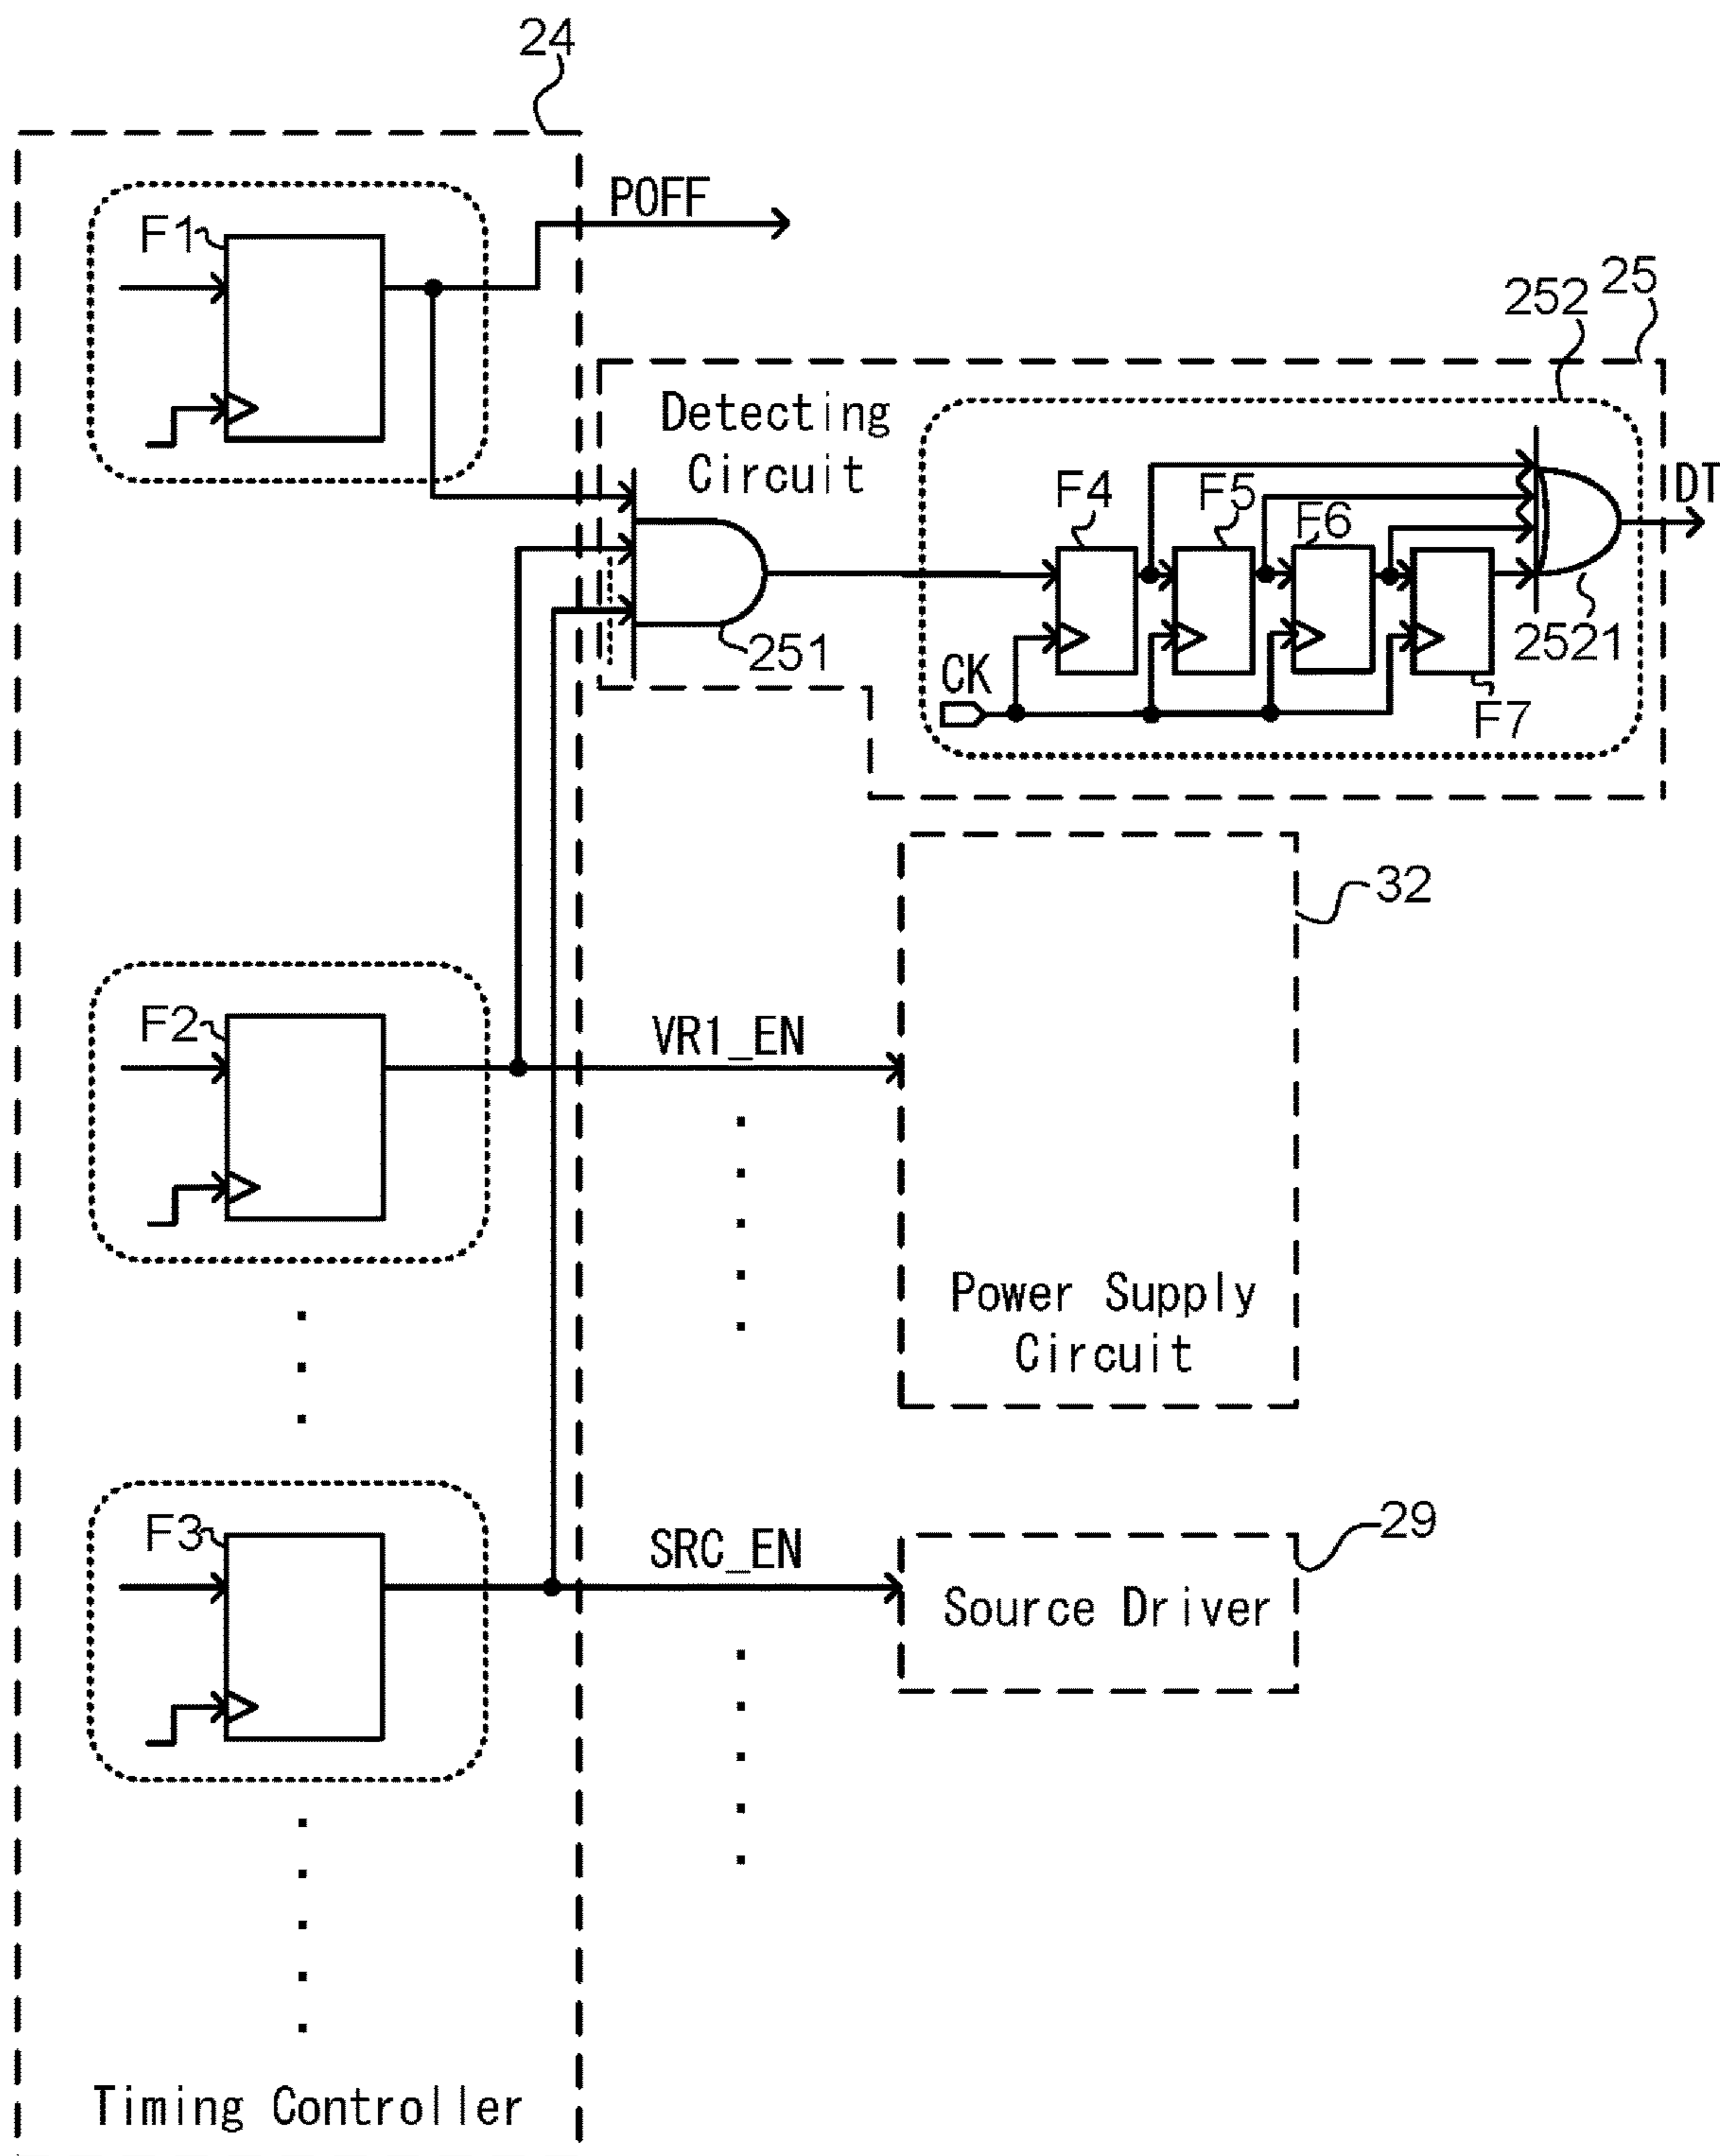 24
POFF
F1
252
25
Detecting
Circuit
F4
F5
F6
DT
251
2521
CK
F7
32
F2
VR1_EN
Power Supply
Circuit
F3
SRC_EN
29
Source Driver
Timing Controller